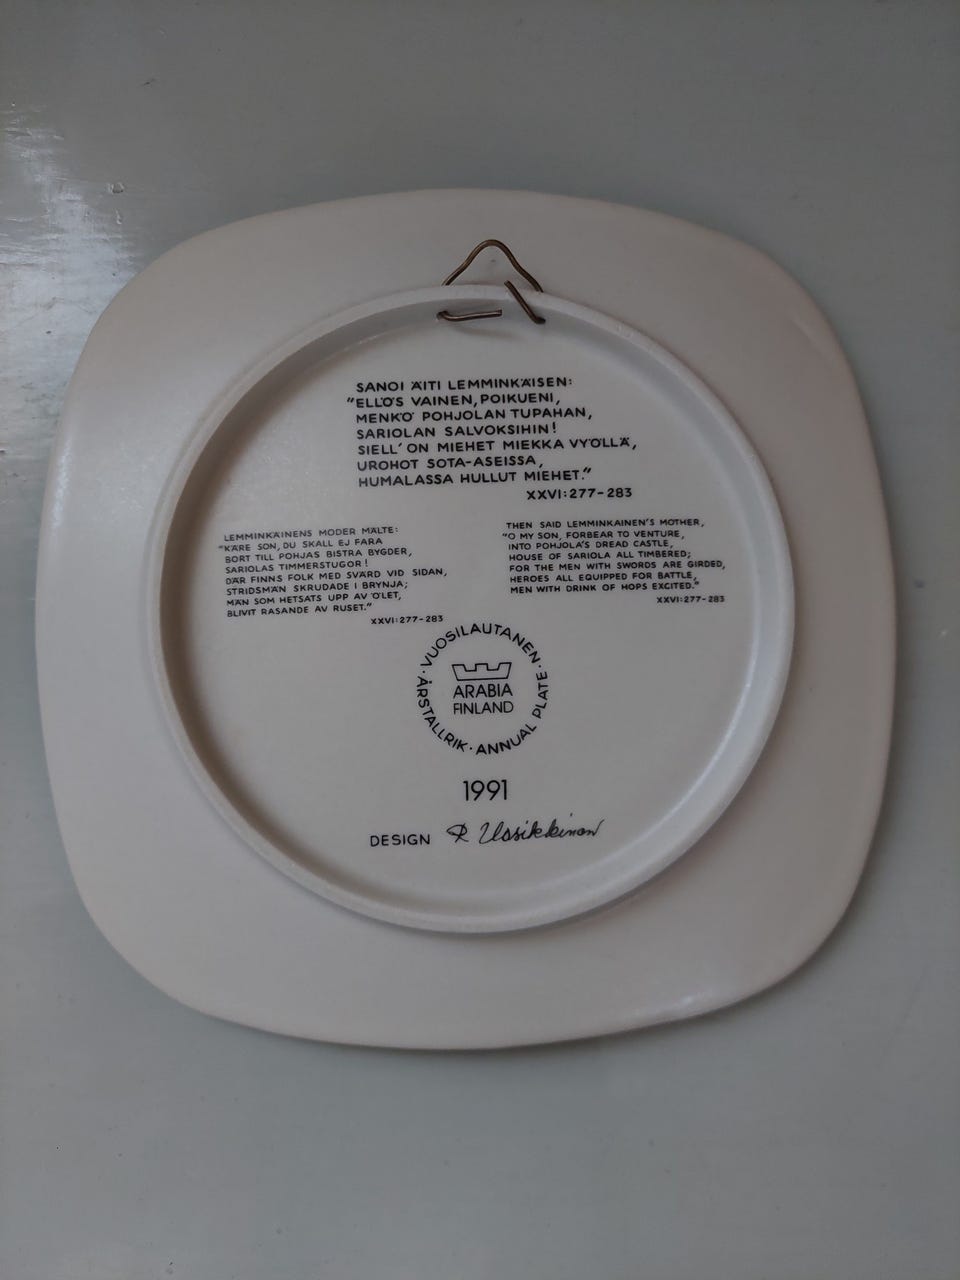 SANOI ÄITI LEMMINKÄISEN:
"ELLÖS VAINEN, POIKUENI,
MENKÖ POHJOLAN TUPAHAN,
SARIOLAN SALVOKSIHIN!
SIELL' ON MIEHET MIEKKA VYÖLLÄ,
UROHOT SOTA-ASEISSA,
HUMALASSA HULLUT MIEHET."
XXVI:277-283
LEMMINKÄINENS MODER MÄLTE:
"KÄRE SON, DU SKALL EJ FARA
BORT TILL POHJAS BISTRA BYGDER,
SARIOLAS TIMMERSTUGOR!
DÄR FINNS FOLK MED SVÄRD VID SIDAN,
STRIDSMÄN SKRUDADE I BRYNJA;
MÄN SOM HETSATS UPP AV ÖLET,
BLIVIT RASANDE AV RUSET."
XXVI:277-283
THEN SAID LEMMINKAINEN'S MOTHER,
"O MY SON, FORBEAR TO VENTURE,
INTO POHJOLA'S DREAD CASTLE,
HOUSE OF SARIOLA ALL TIMBERED;
FOR THE MEN WITH SWORDS ARE GIRDED,
HEROES ALL EQUIPPED FOR BATTLE,
MEN WITH DRINK OF HOPS EXCITED."
XXVI:277-283
· VUOSILAUTANEN · ANNUAL PLATE · ÅRSTALLRIK
ARABIA
FINLAND
1991
DESIGN R Uosikkinen